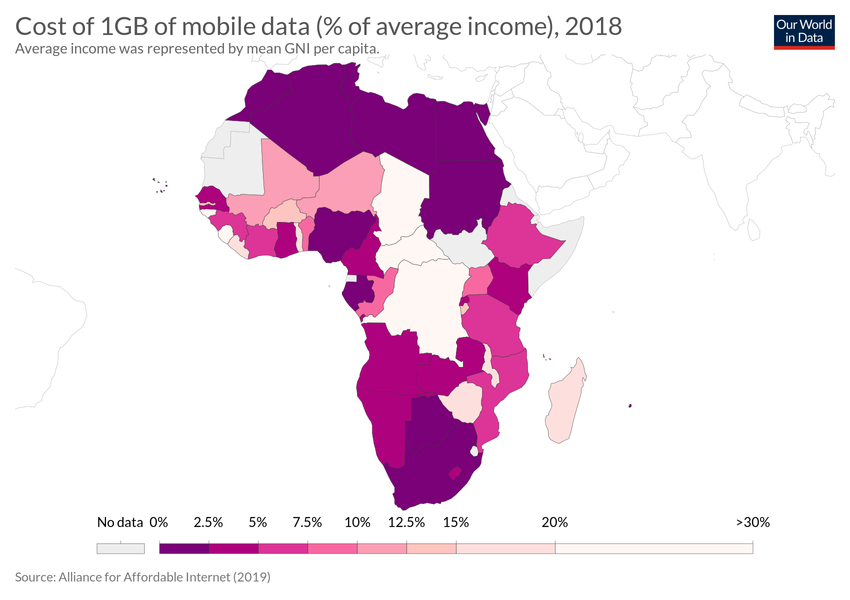 Cost of 1GB of mobile data (% of average income), 2018
Average income was represented by mean GNI per capita.
Our World
in Data
No data 0% 2.5% 5% 7.5% 10% 12.5% 15% 20% >30%
Source: Alliance for Affordable Internet (2019)